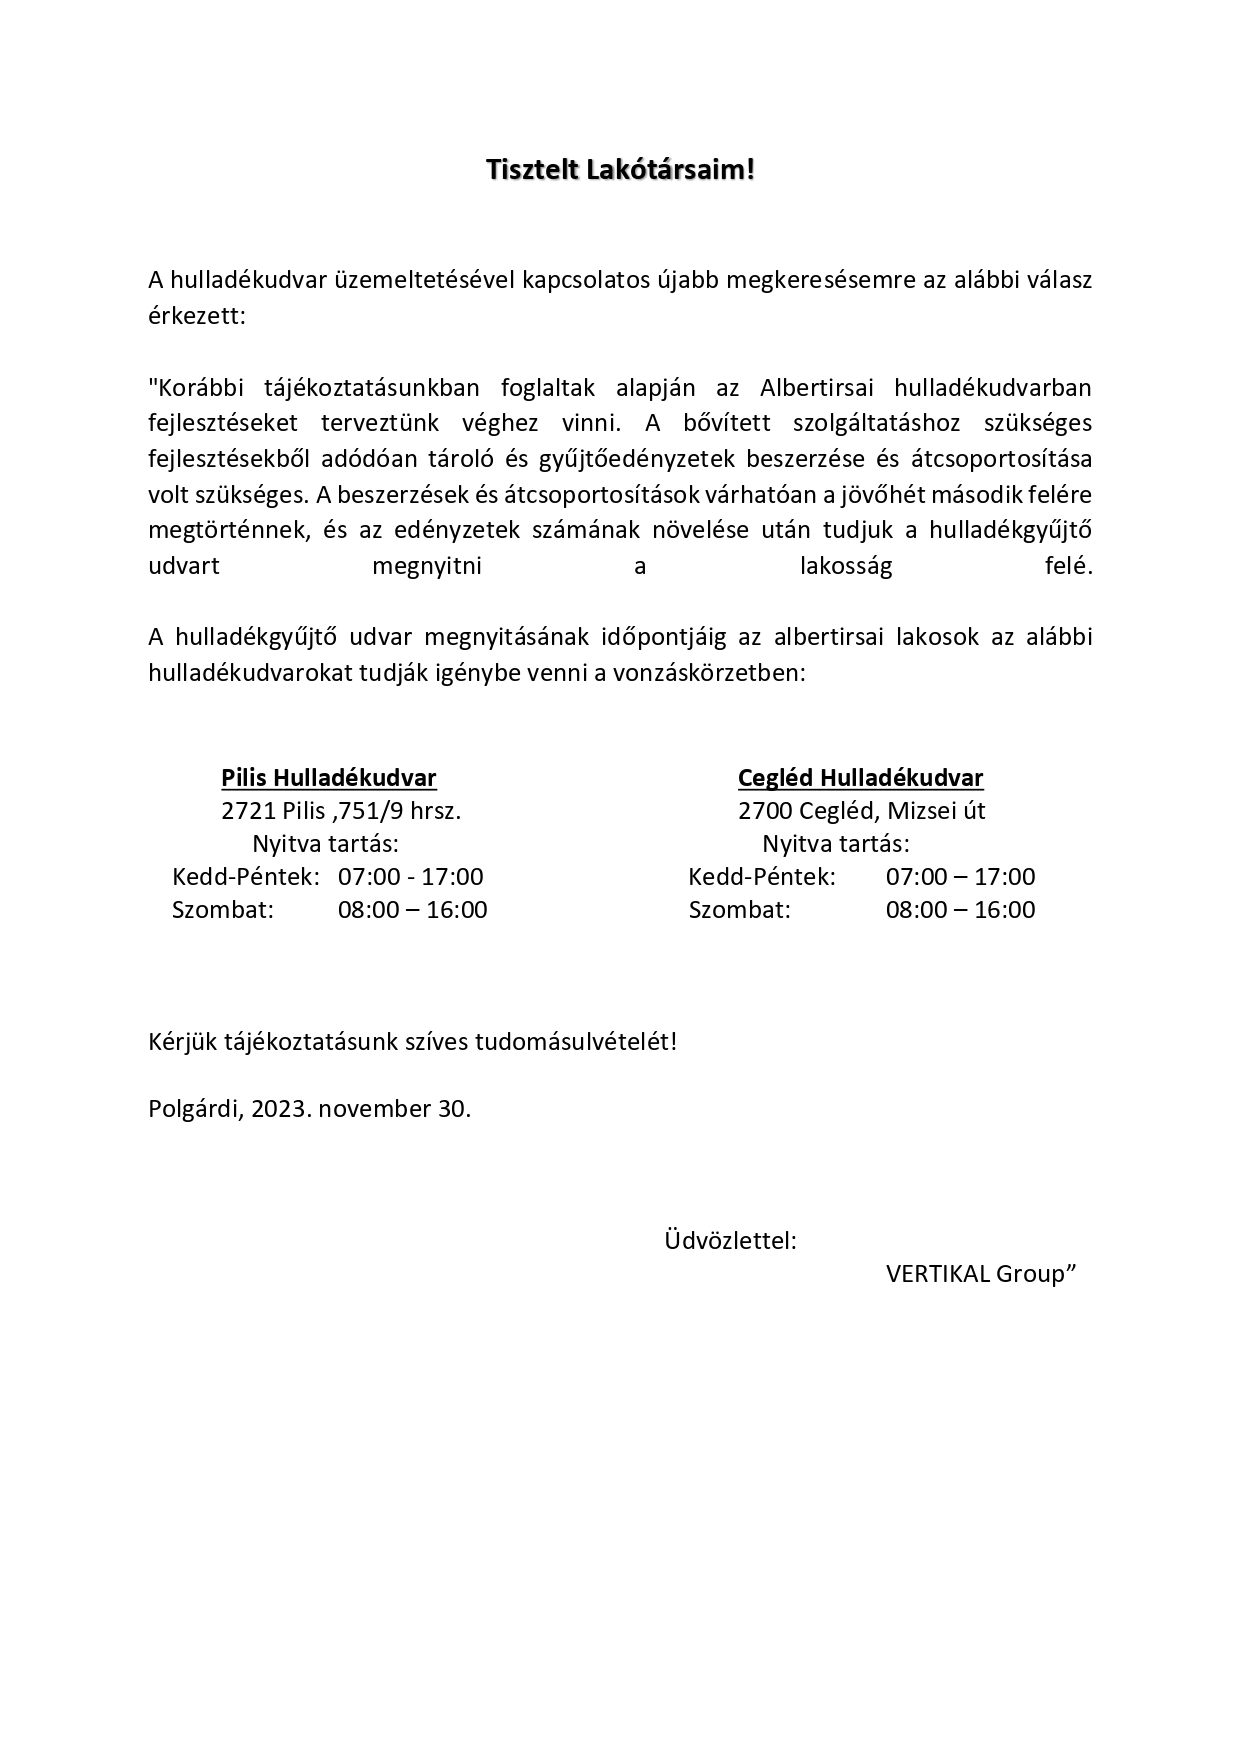 Tisztelt Lakótársaim!
A hulladékudvar üzemeltetésével kapcsolatos újabb megkeresésemre az alábbi válasz
érkezett:
"Korábbi tájékoztatásunkban foglaltak alapján az Albertirsai hulladékudvarban
fejlesztéseket terveztünk véghez vinni. A bővített szolgáltatáshoz szükséges
fejlesztésekből adódóan tároló és gyűjtőedényzetek beszerzése és átcsoportosítása
volt szükséges. A beszerzések és átcsoportosítások várhatóan a jövőhét második felére
megtörténnek, és az edényzetek számának növelése után tudjuk a hulladékgyűjtő
udvart megnyitni a lakosság felé.
A hulladékgyűjtő udvar megnyitásának időpontjáig az albertirsai lakosok az alábbi
hulladékudvarokat tudják igénybe venni a vonzáskörzetben:
Pilis Hulladékudvar
2721 Pilis ,751/9 hrsz.
Nyitva tartás:
Kedd-Péntek: 07:00 - 17:00
Szombat: 08:00 – 16:00
Cegléd Hulladékudvar
2700 Cegléd, Mizsei út
Nyitva tartás:
Kedd-Péntek: 07:00 – 17:00
Szombat: 08:00 – 16:00
Kérjük tájékoztatásunk szíves tudomásulvételét!
Polgárdi, 2023. november 30.
Üdvözlettel:
VERTIKAL Group”